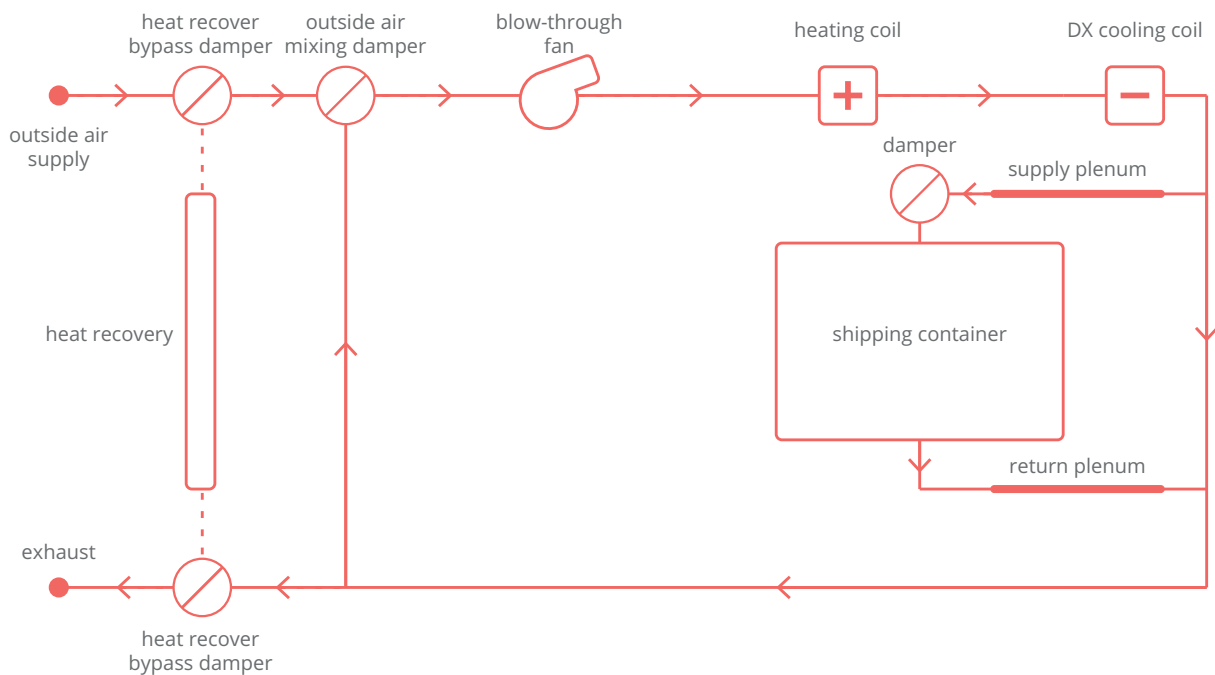 heat recover
bypass damper
outside air
mixing damper
blow-through
fan
heating coil
DX cooling coil
outside air
supply
damper
supply plenum
heat recovery
shipping container
return plenum
exhaust
heat recover
bypass damper